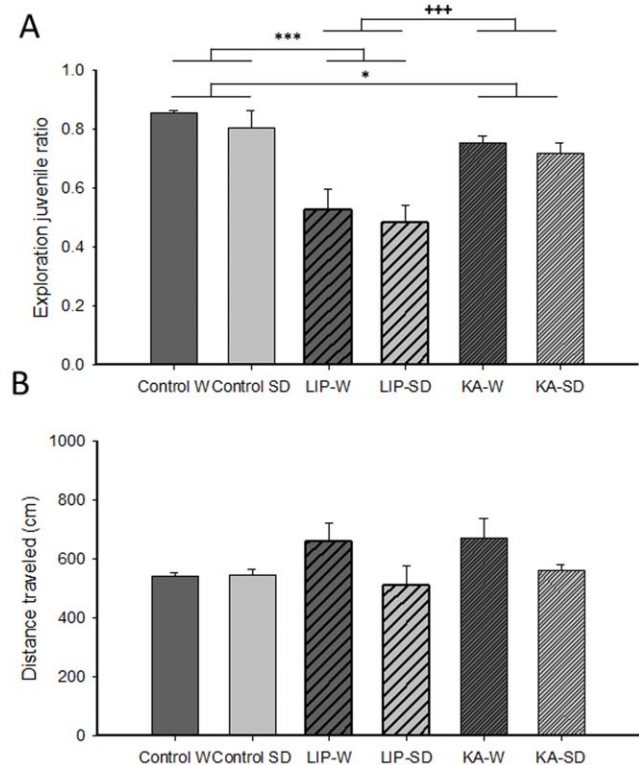 A
+++
***
*
1.0
0.8
0.6
0.4
0.2
0.0
Exploration juvenile ratio
Control W Control SD LIP-W LIP-SD KA-W KA-SD
B
1000
800
600
400
200
0
Distance traveled (cm)
Control W Control SD LIP-W LIP-SD KA-W KA-SD